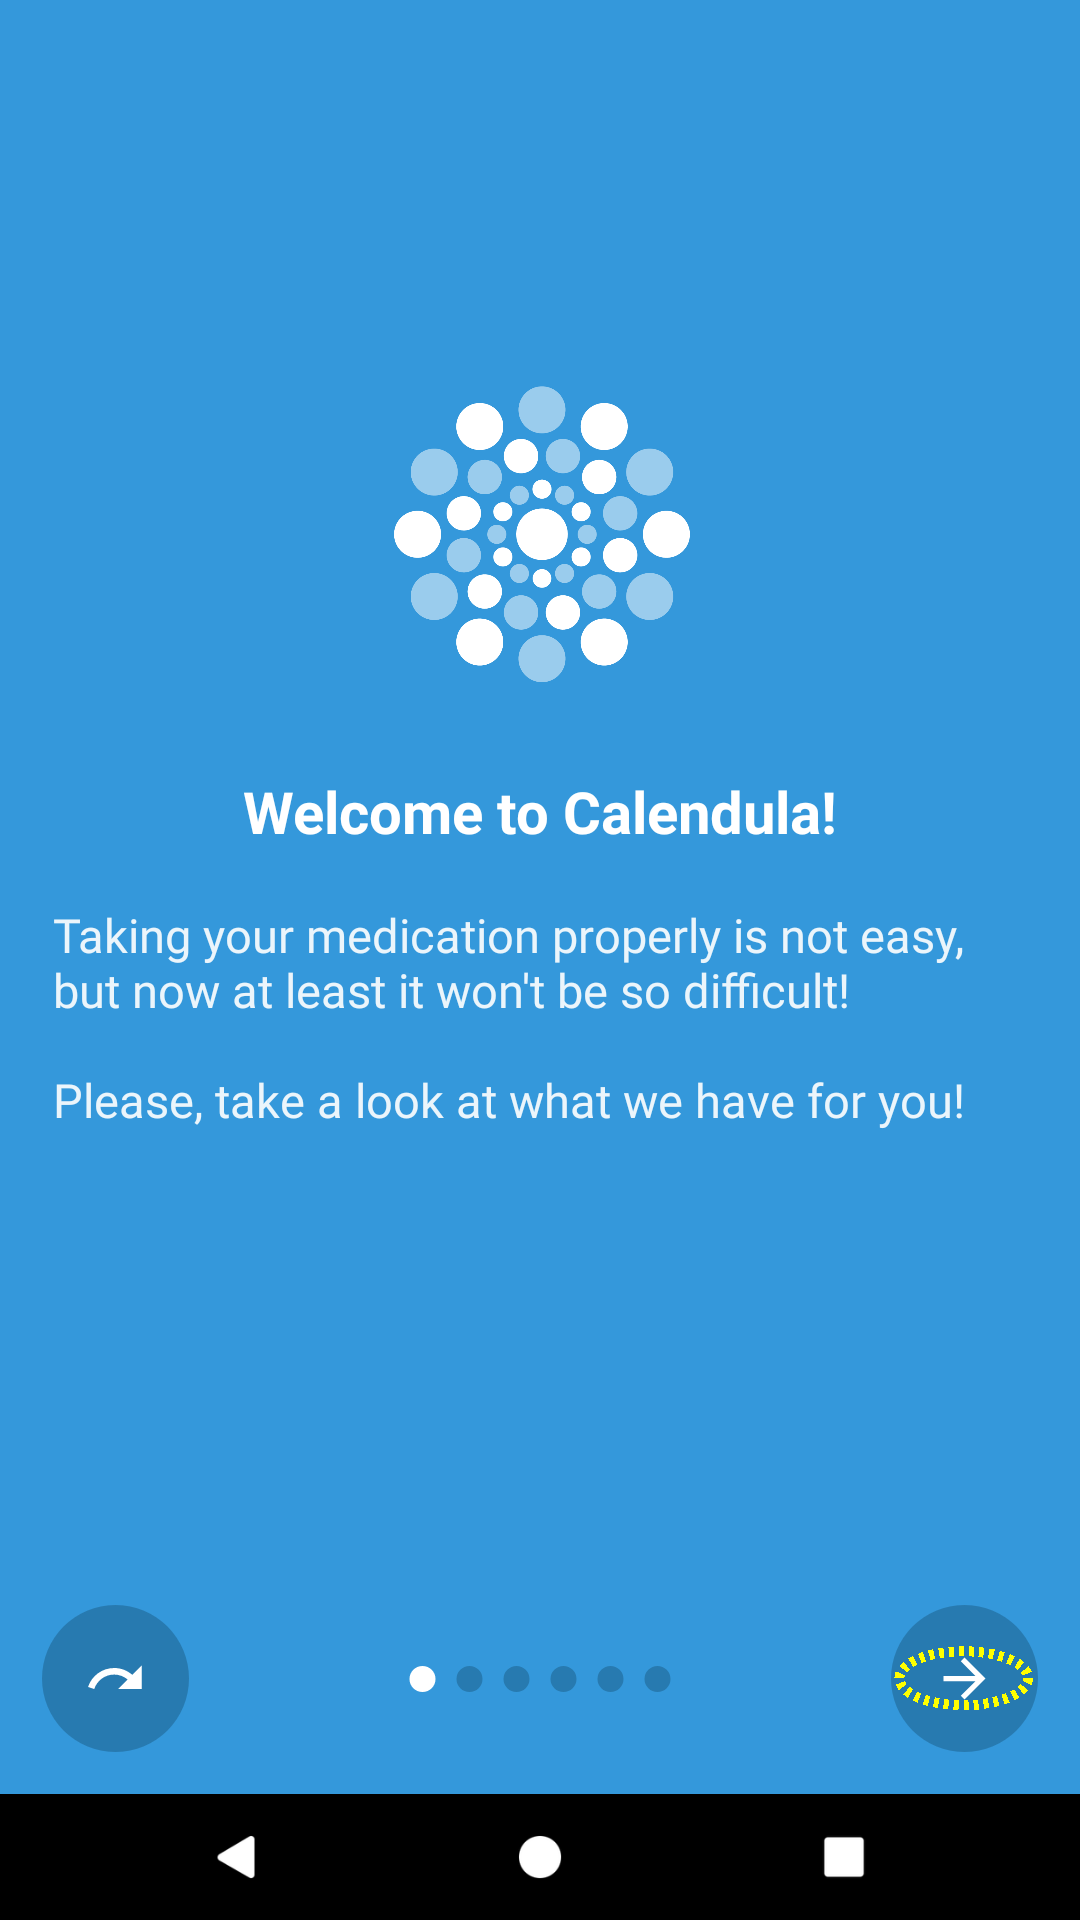 Welcome to Calendula!
Taking your medication properly is not easy,
but now at least it won't be so difficult!
Please, take a look at what we have for you!